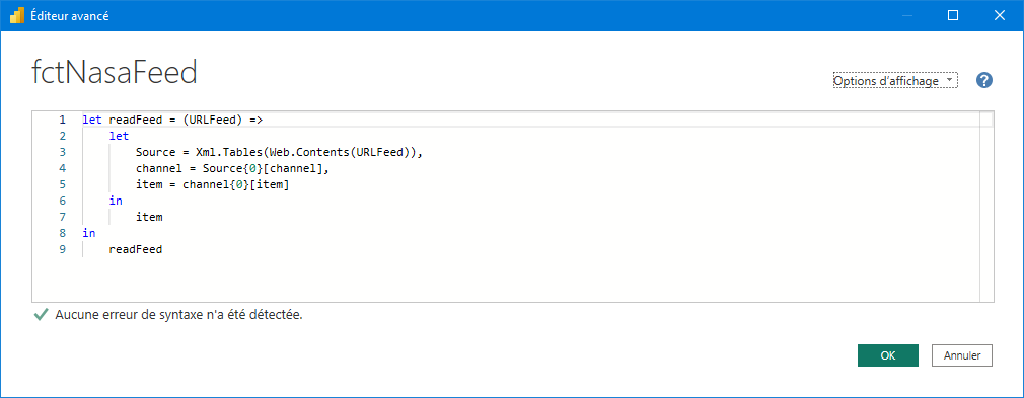 Éditeur avancé
fctNasaFeed
Options d'affichage
?
1 let readFeed = (URLFeed) =>
2 let
3 Source = Xml.Tables(Web.Contents(URLFeed)),
4 channel = Source{0}[channel],
5 item = channel{0}[item]
6 in
7 item
8 in
9 readFeed
Aucune erreur de syntaxe n'a été détectée.
OK Annuler